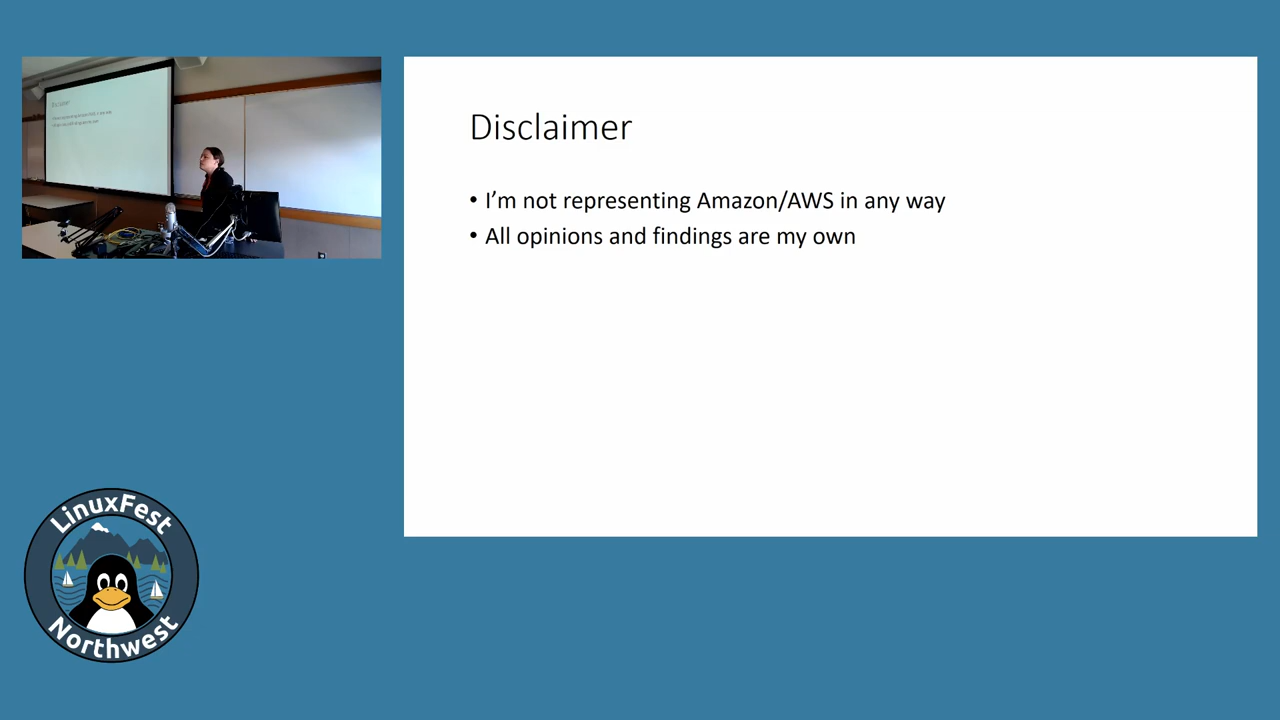 Disclaimer
• I’m not representing Amazon/AWS in any way
• All opinions and findings are my own
LinuxFest
Northwest